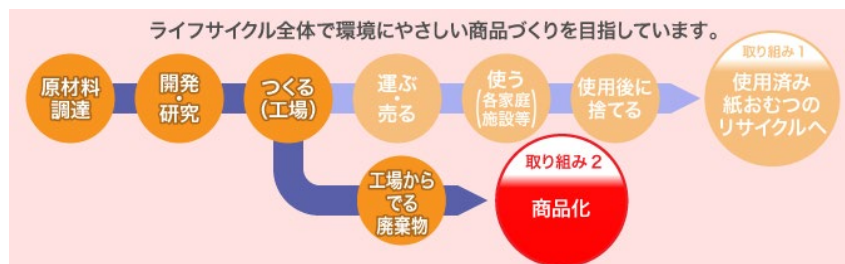 ライフサイクル全体で環境にやさしい商品づくりを目指しています。
原材料
調達
開発
・
研究
つくる
(工場)
運ぶ
・
売る
使う
(各家庭
施設等)
使用後に
捨てる
取り組み1
使用済み
紙おむつの
リサイクルへ
工場から
でる
廃棄物
取り組み2
商品化